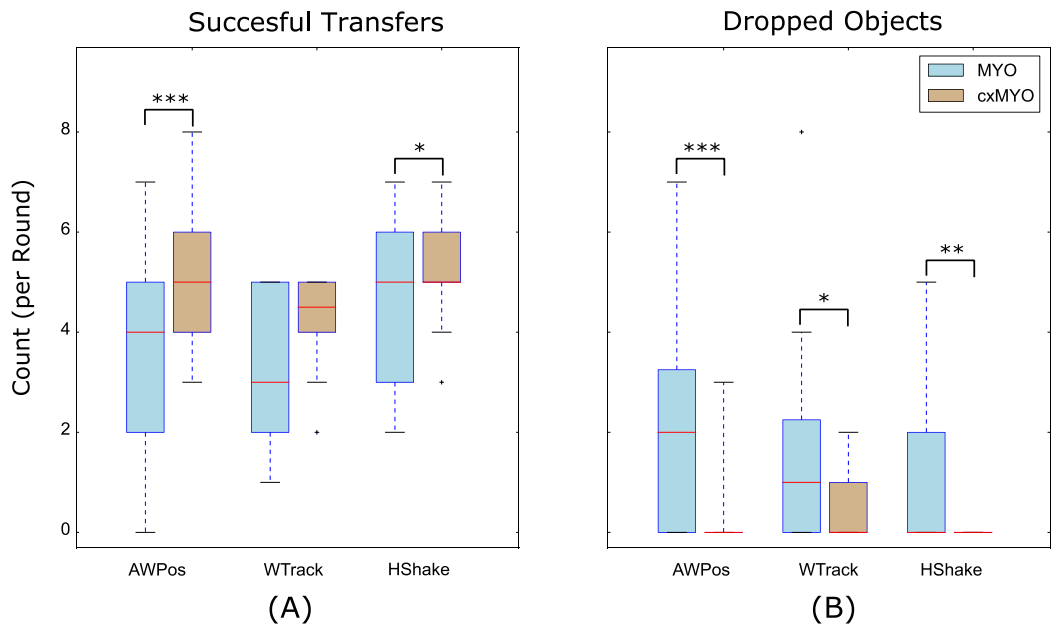 Succesful Transfers
Dropped Objects
MYO
cxMYO
***
*
***
**
*
Count (per Round)
8
6
4
2
0
AWPos
WTrack
HShake
AWPos
WTrack
HShake
(A)
(B)